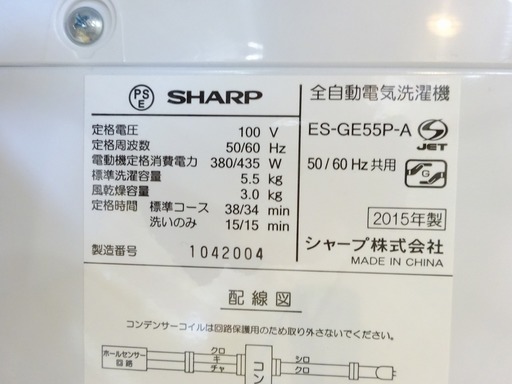 PS E SHARP 全自動電気洗濯機
定格電圧 100 V ES-GE55P-A S JET
定格周波数 50/60 Hz
電動機定格消費電力 380/435 W 50/60 Hz共用 G
標準洗濯容量 5.5 kg
風乾燥容量 3.0 kg
定格時間 標準コース 38/34 min 2015年製
洗いのみ 15/15 min シャープ株式会社
製造番号 1042004 MADE IN CHINA
配線図
コンデンサーコイルは回路保護用のため取り外さないでください。
ホールセンサー回路 クロ キ チャ コン シロ クロ